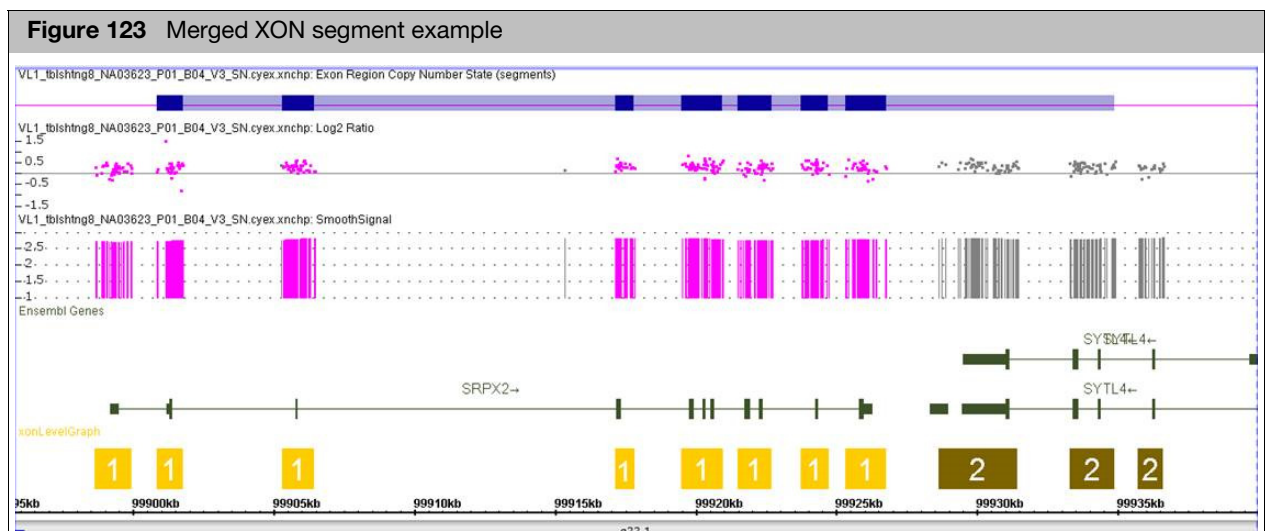 Figure 123 Merged XON segment example
VL1_tblshtng8_NA03623_P01_B04_V3_SN.cyex.xnchp: Exon Region Copy Number State (segments)
VL1_tblshtng8_NA03623_P01_B04_V3_SN.cyex.xnchp: Log2 Ratio
1.5
0.5
-0.5
-1.5
VL1_tblshtng8_NA03623_P01_B04_V3_SN.cyex.xnchp: SmoothSignal
2.5
2
1.5
1
Ensembl Genes
SYTL4←
SRPX2→ SYTL4←
xonLevelGraph
1 1 1 1 1 1 1 1 2 2 2
95kb 99900kb 99905kb 99910kb 99915kb 99920kb 99925kb 99930kb 99935kb